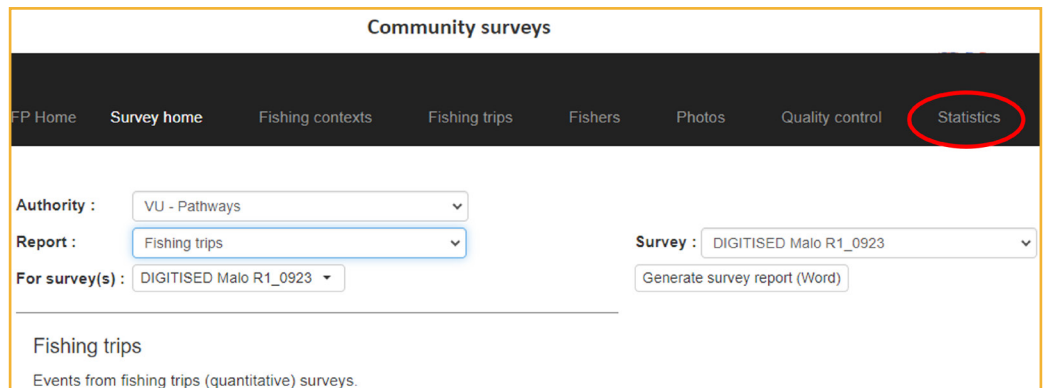 Community surveys
FP Home Survey home Fishing contexts Fishing trips Fishers Photos Quality control Statistics
Authority : VU - Pathways
Report : Fishing trips Survey : DIGITISED Malo R1_0923
For survey(s) : DIGITISED Malo R1_0923 Generate survey report (Word)
Fishing trips
Events from fishing trips (quantitative) surveys.